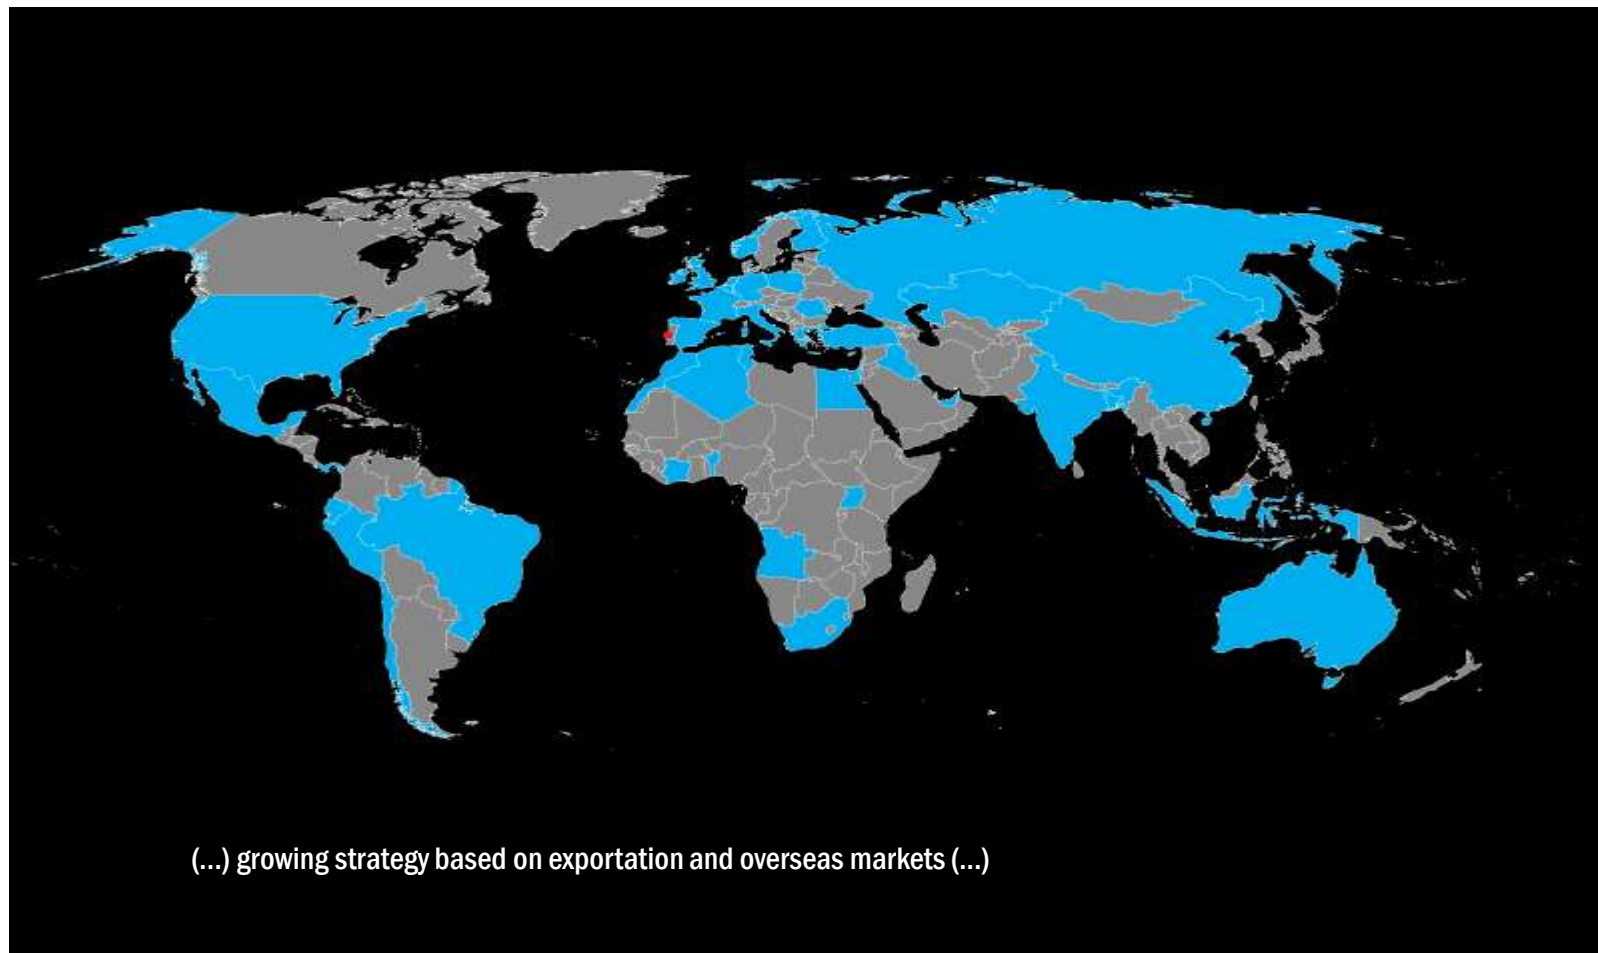 (...) growing strategy based on exportation and overseas markets (...)